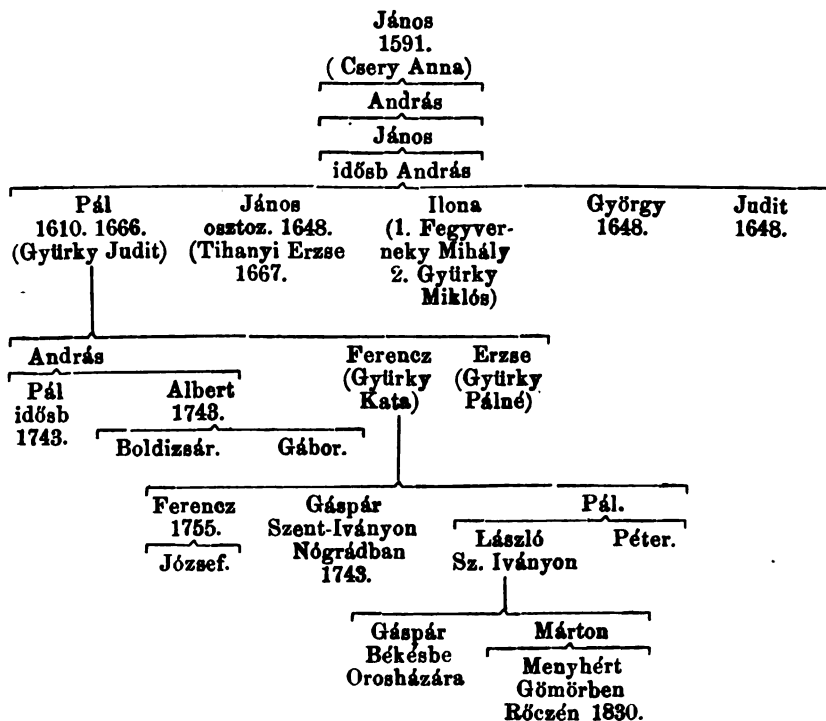 János
1591.
(Csery Anna)
András
János
idősb András
Pál
1610. 1666.
(Gyürky Judit)
János
osztoz. 1648.
(Tihanyi Erzse
1667.
Ilona
(1. Fegyver-
neky Mihály
2. Gyürky
Miklós)
György
1648.
Judit
1648.
András
Ferencz
(Gyürky
Kata)
Erzse
(Gyürky
Pálné)
Pál
idősb
1743.
Albert
1743.
Boldizsár.
Gábor.
Ferencz
1755.
József.
Gáspár
Szent-Iványon
Nógrádban
1743.
Pál.
László
Sz. Iványon
Péter.
Gáspár
Békésbe
Orosházára
Márton
Menyhért
Gömörben
Rőczén 1830.